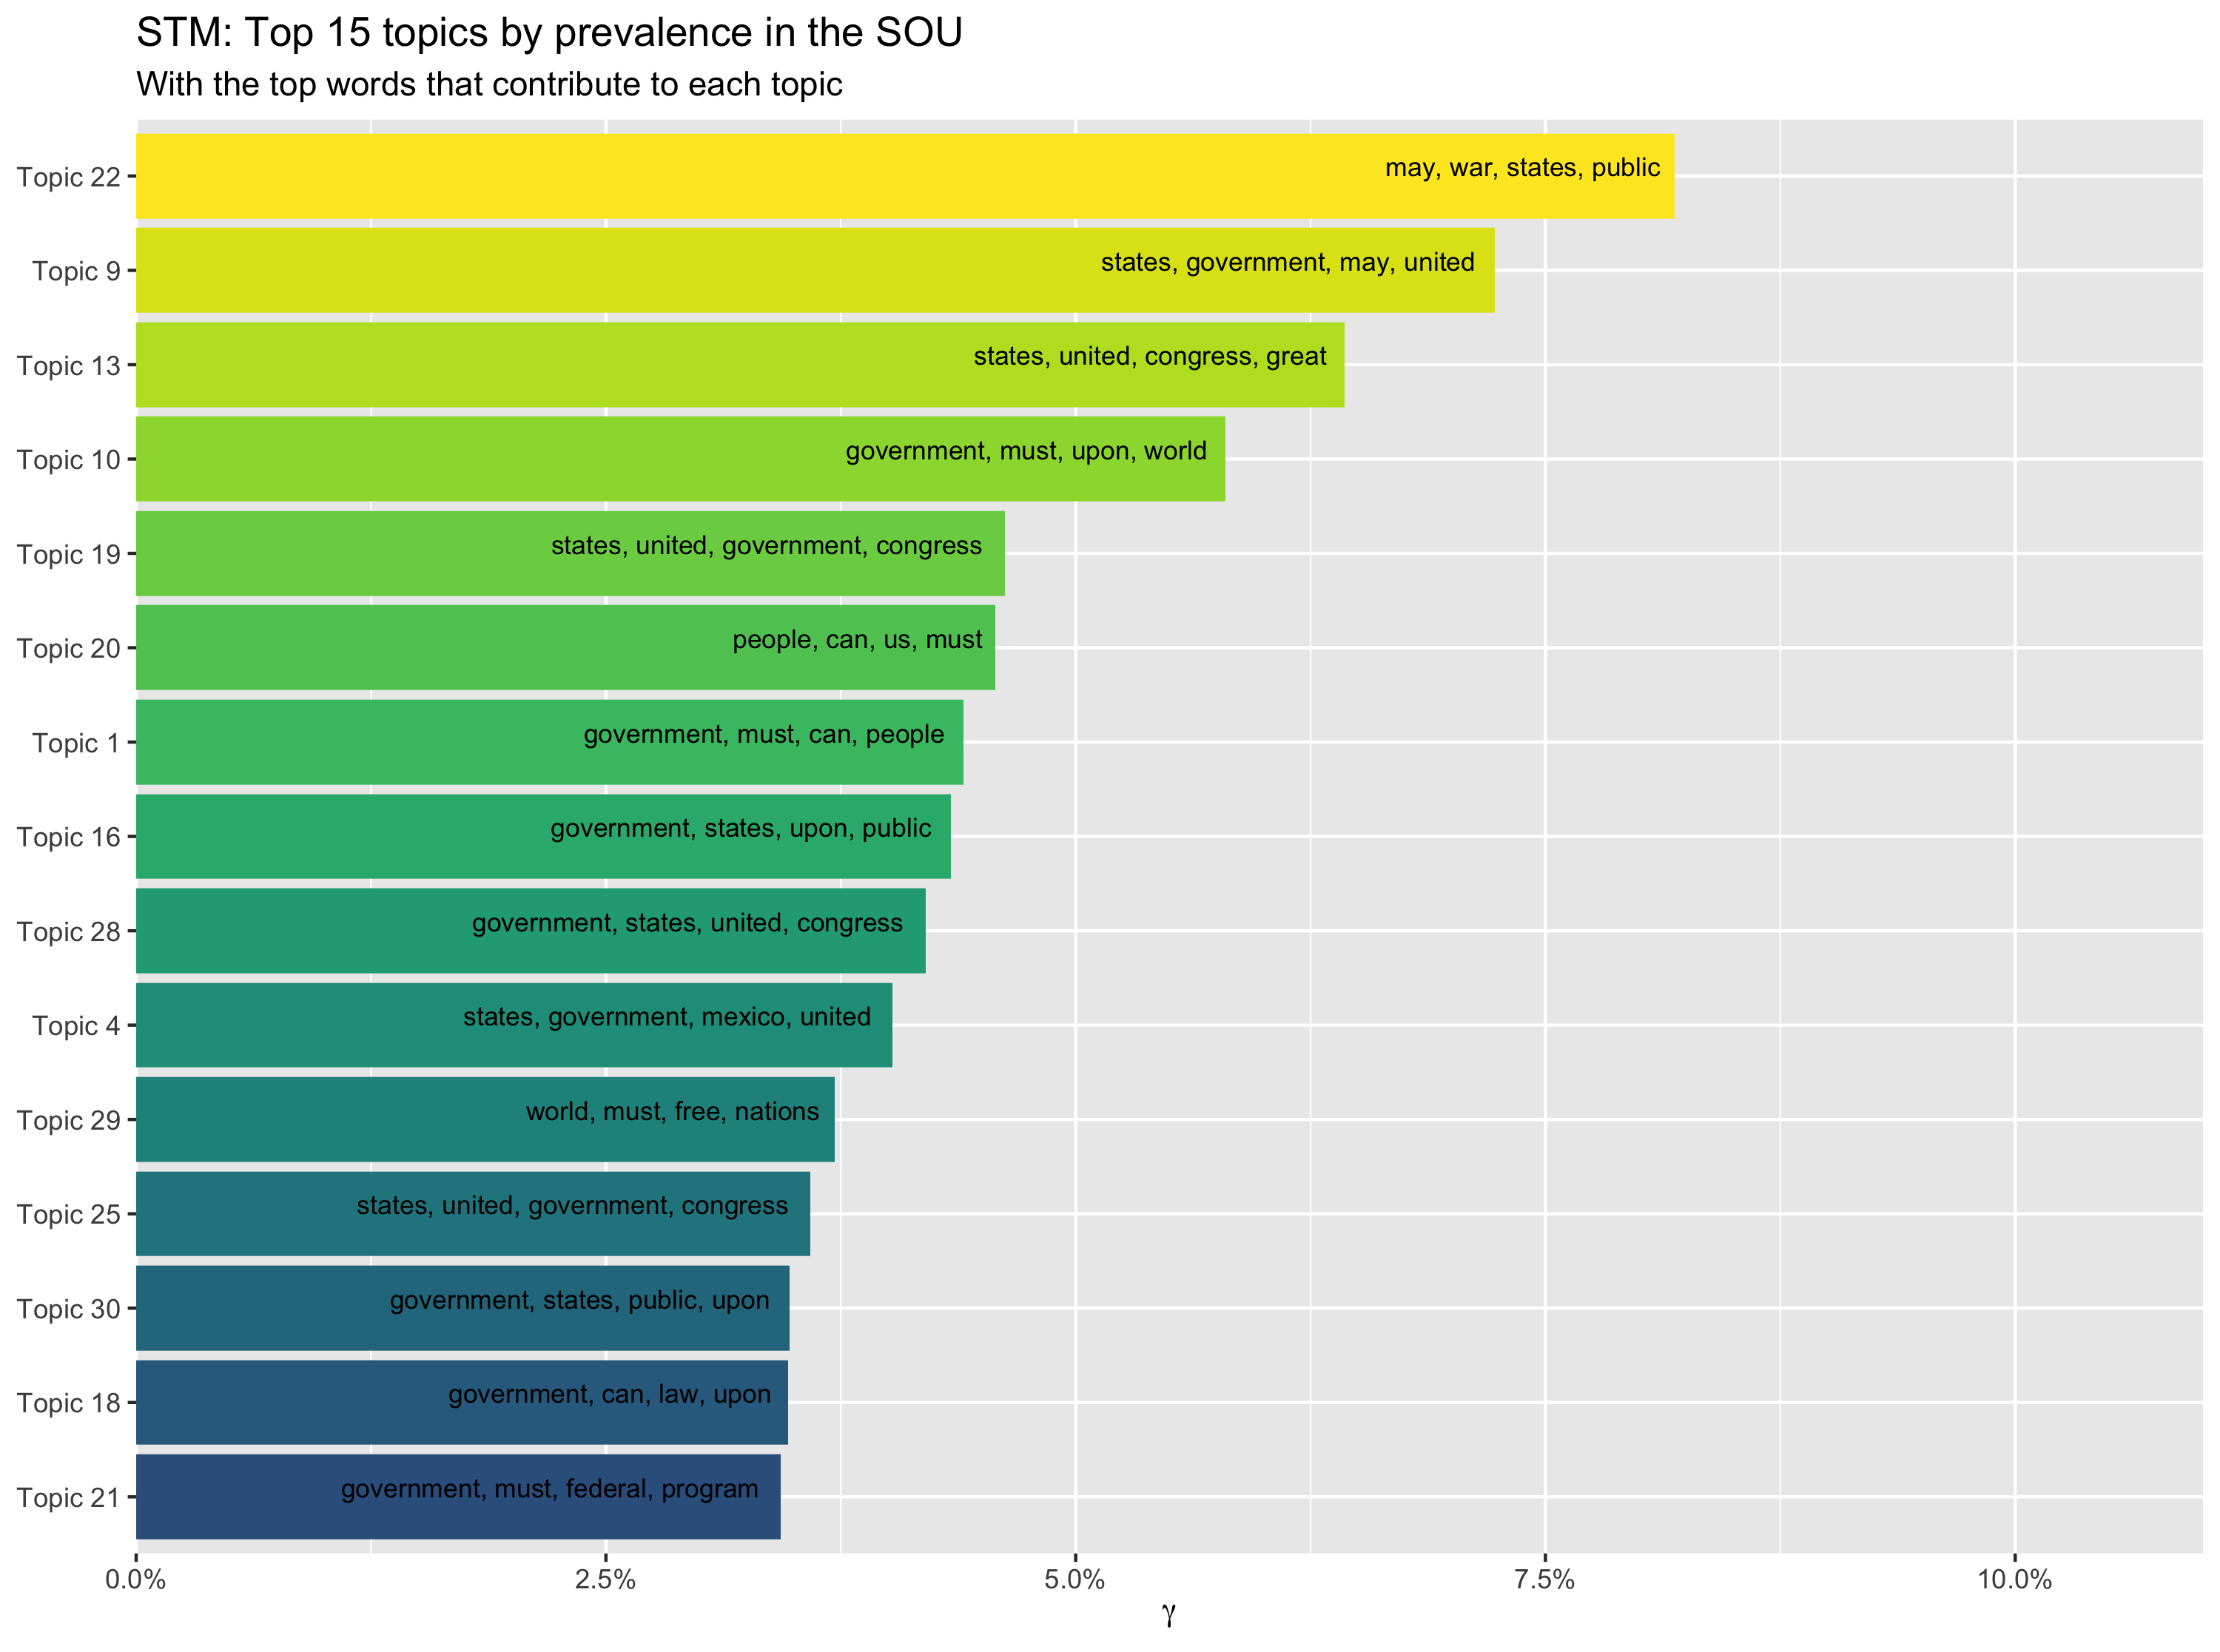 STM: Top 15 topics by prevalence in the SOU
With the top words that contribute to each topic
Topic 22 may, war, states, public
Topic 9 states, government, may, united
Topic 13 states, united, congress, great
Topic 10 government, must, upon, world
Topic 19 states, united, government, congress
Topic 20 people, can, us, must
Topic 1 government, must, can, people
Topic 16 government, states, upon, public
Topic 28 government, states, united, congress
Topic 4 states, government, mexico, united
Topic 29 world, must, free, nations
Topic 25 states, united, government, congress
Topic 30 government, states, public, upon
Topic 18 government, can, law, upon
Topic 21 government, must, federal, program
0.0% 2.5% 5.0% 7.5% 10.0%
γ